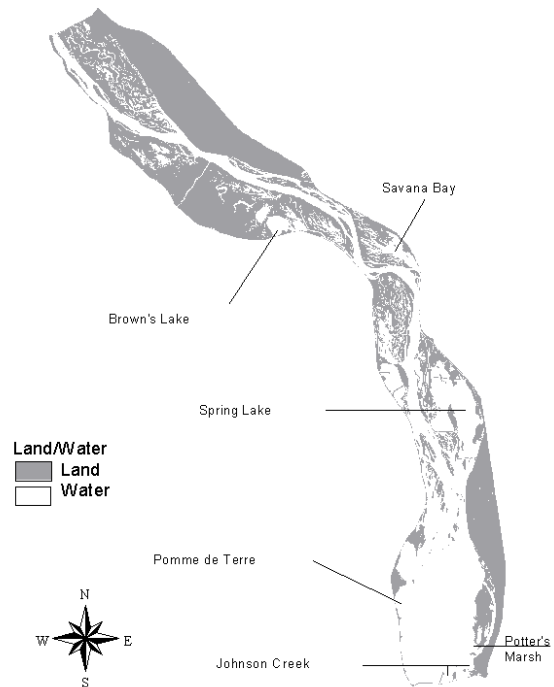 Savana Bay
Brown's Lake
Spring Lake
Land/Water
Land
Water
Pomme de Terre
N
W E
S
Potter's
Marsh
Johnson Creek